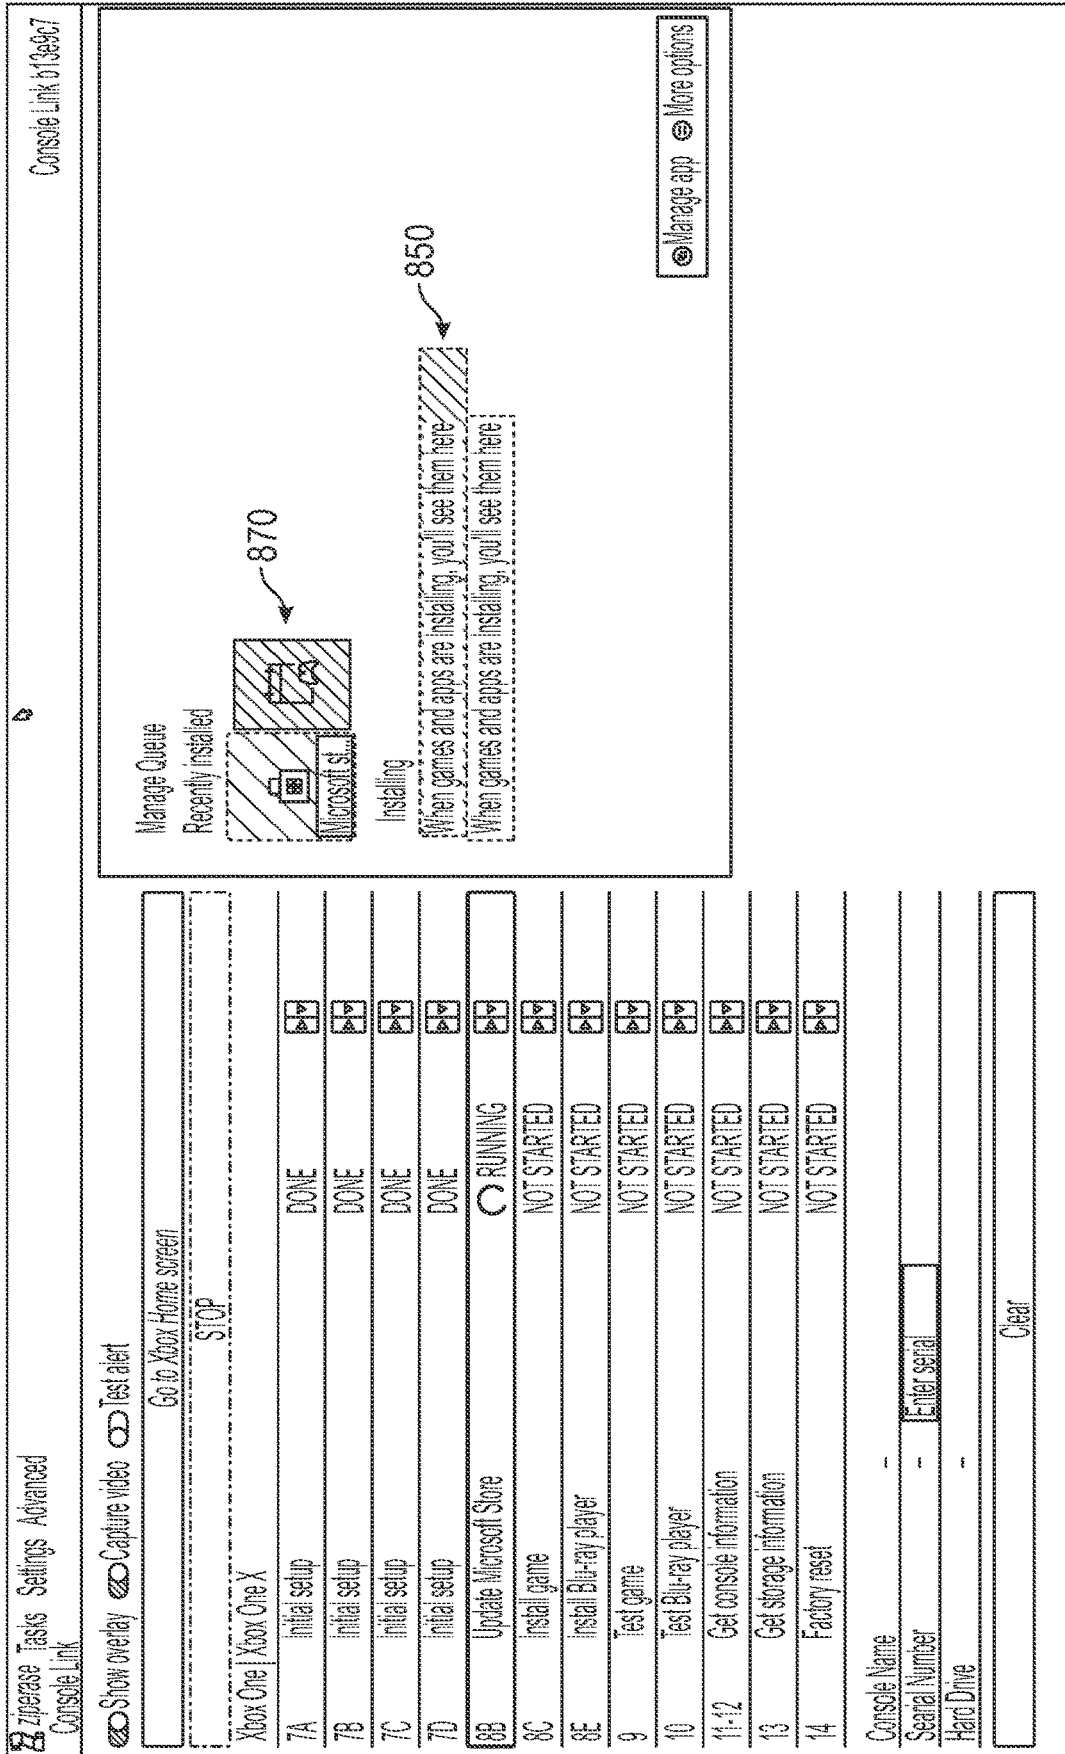 ziperase Tasks Settings Advanced
Console Link
Console Link b13e9c7
Show overlay Capture video Test alert
Go to Xbox Home screen
STOP
Xbox One | Xbox One X
7A Initial setup DONE
7B Initial setup DONE
7C Initial setup DONE
7D Initial setup DONE
8B Update Microsoft Store RUNNING
8C Install game NOT STARTED
8E Install Blu-ray player NOT STARTED
9 Test game NOT STARTED
10 Test Blu-ray player NOT STARTED
11-12 Get console information NOT STARTED
13 Get storage information NOT STARTED
14 Factory reset NOT STARTED
Console Name --
Searial Number -- Enter serial
Hard Drive --
Clear
Manage Queue
Recently installed
870
Microsoft st...
Installing
850
When games and apps are installing, you'll see them here
When games and apps are installing, you'll see them here
Manage app More options